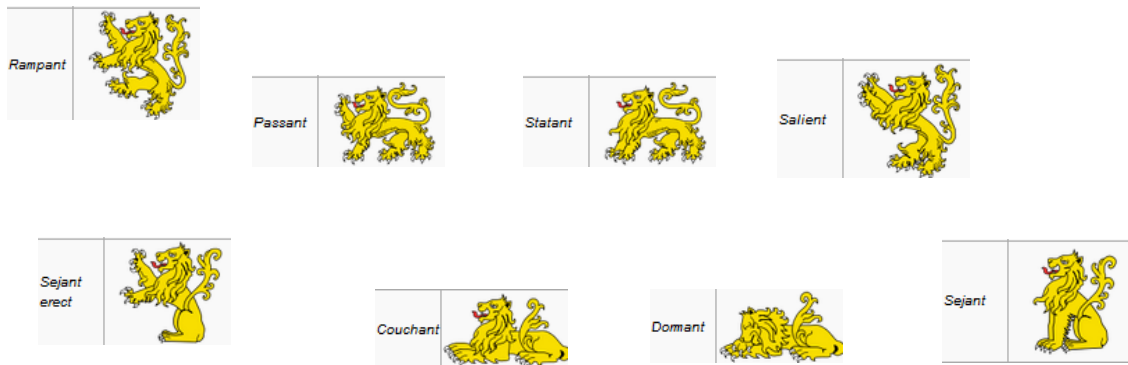 Rampant
Passant
Statant
Salient
Sejant
erect
Couchant
Dormant
Sejant